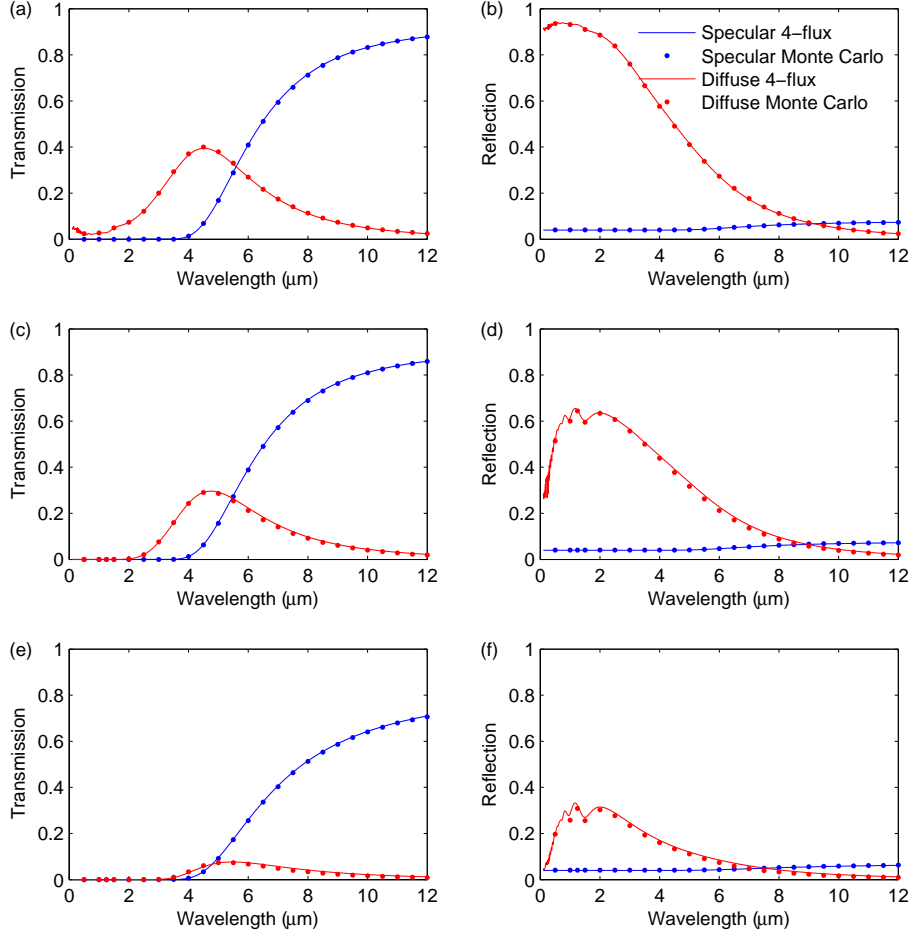 (a)
1
0.8
0.6
0.4
0.2
0
Transmission
0 2 4 6 8 10 12
Wavelength (μm)
(b)
1
0.8
0.6
0.4
0.2
0
Reflection
Specular 4−flux
Specular Monte Carlo
Diffuse 4−flux
Diffuse Monte Carlo
0 2 4 6 8 10 12
Wavelength (μm)
(c)
1
0.8
0.6
0.4
0.2
0
Transmission
0 2 4 6 8 10 12
Wavelength (μm)
(d)
1
0.8
0.6
0.4
0.2
0
Reflection
0 2 4 6 8 10 12
Wavelength (μm)
(e)
1
0.8
0.6
0.4
0.2
0
Transmission
0 2 4 6 8 10 12
Wavelength (μm)
(f)
1
0.8
0.6
0.4
0.2
0
Reflection
0 2 4 6 8 10 12
Wavelength (μm)